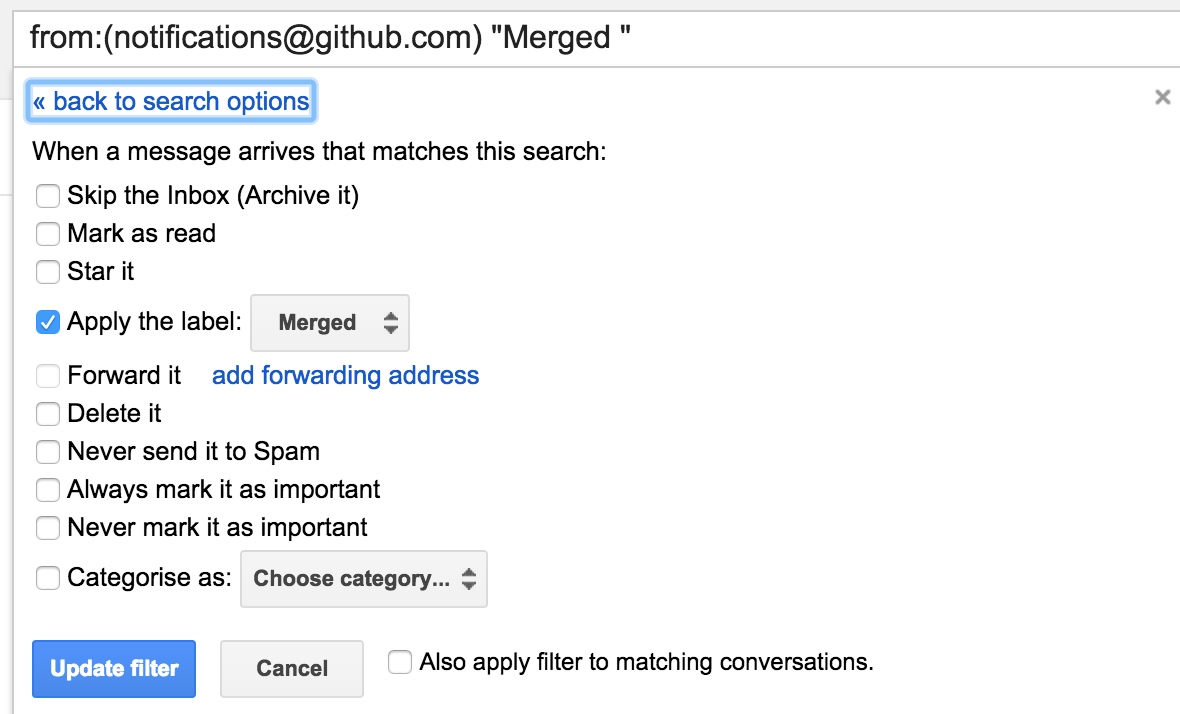 from:(notifications@github.com) "Merged "
« back to search options
×
When a message arrives that matches this search:
Skip the Inbox (Archive it)
Mark as read
Star it
Apply the label: Merged
Forward it add forwarding address
Delete it
Never send it to Spam
Always mark it as important
Never mark it as important
Categorise as: Choose category...
Update filter Cancel Also apply filter to matching conversations.